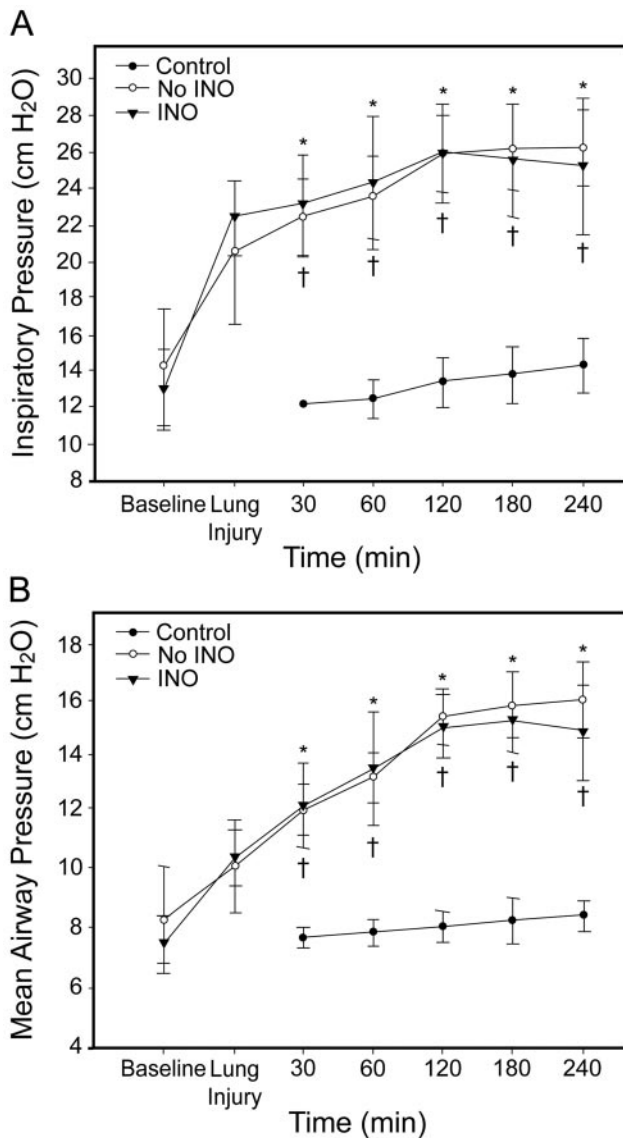 A
Control
No INO
INO
Inspiratory Pressure (cm H₂O)
30
28
26
24
22
20
18
16
14
12
10
8
* * * * *
† † † † †
Baseline Lung Injury 30 60 120 180 240
Time (min)
B
Control
No INO
INO
Mean Airway Pressure (cm H₂O)
18
16
14
12
10
8
6
4
* * * * *
† † † † †
Baseline Lung Injury 30 60 120 180 240
Time (min)